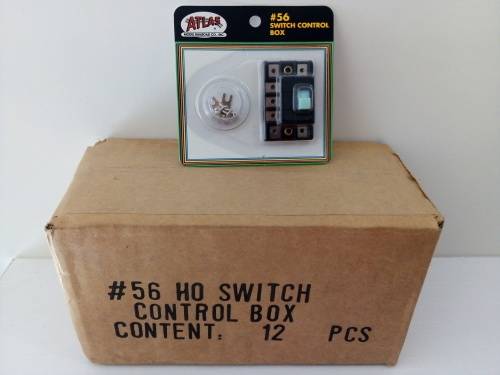 ATLAS
MODEL RAILROAD CO., INC.
#56
SWITCH CONTROL
BOX
#56 HO SWITCH
CONTROL BOX
CONTENT: 12 PCS